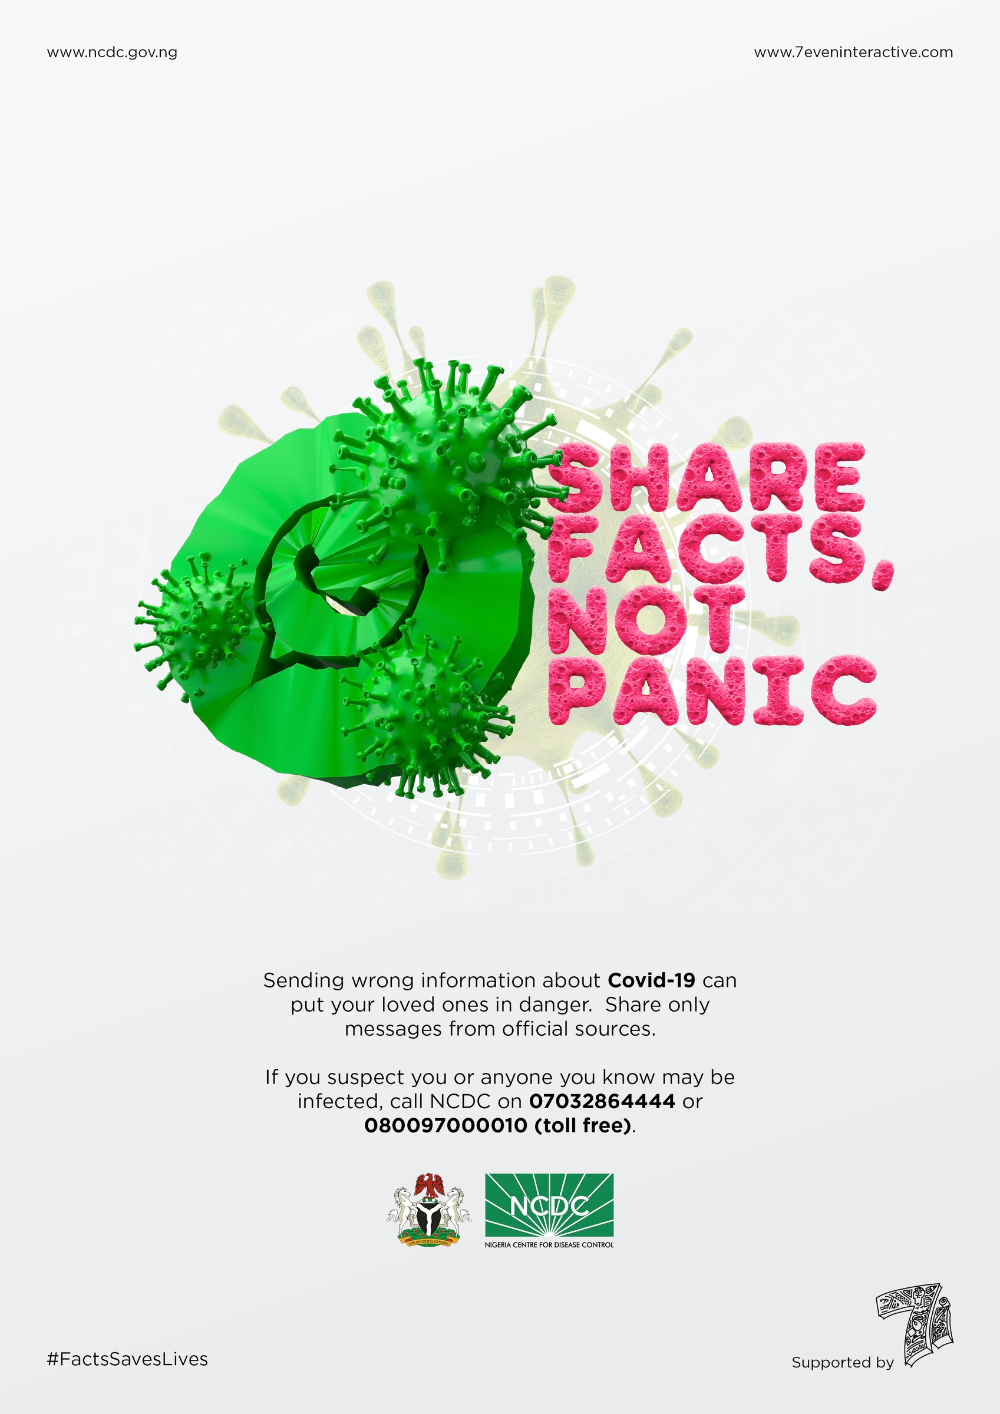 www.ncdc.gov.ng
www.7eveninteractive.com
SHARE
FACTS,
NOT
PANIC
Sending wrong information about Covid-19 can
put your loved ones in danger.  Share only
messages from official sources.
If you suspect you or anyone you know may be
infected, call NCDC on 07032864444 or
080097000010 (toll free).
NCDC
NIGERIA CENTRE FOR DISEASE CONTROL
#FactsSavesLives
Supported by
7i